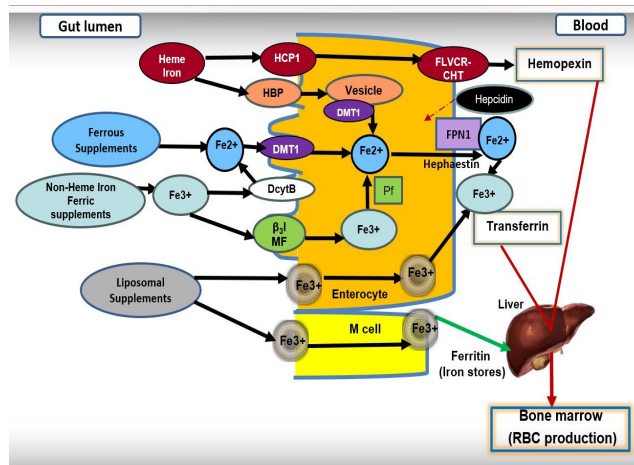 Gut lumen
Blood
Heme
Iron
HCP1
FLVCR-
CHT
Hemopexin
HBP
Vesicle
DMT1
Hepcidin
Ferrous
Supplements
Fe2+
DMT1
Fe2+
FPN1
Fe2+
Hephaestin
Non-Heme Iron
Ferric
supplements
Fe3+
DcytB
Pf
Fe3+
β3I
MF
Fe3+
Transferrin
Liposomal
Supplements
Fe3+
Fe3+
Enterocyte
Liver
Fe3+
M cell
Fe3+
Ferritin
(Iron stores)
Bone marrow
(RBC production)